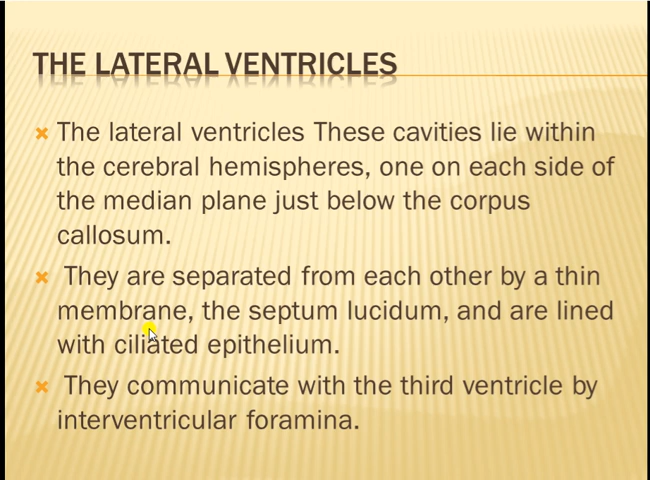 THE LATERAL VENTRICLES
The lateral ventricles These cavities lie within
the cerebral hemispheres, one on each side of
the median plane just below the corpus
callosum.
They are separated from each other by a thin
membrane, the septum lucidum, and are lined
with ciliated epithelium.
They communicate with the third ventricle by
interventricular foramina.